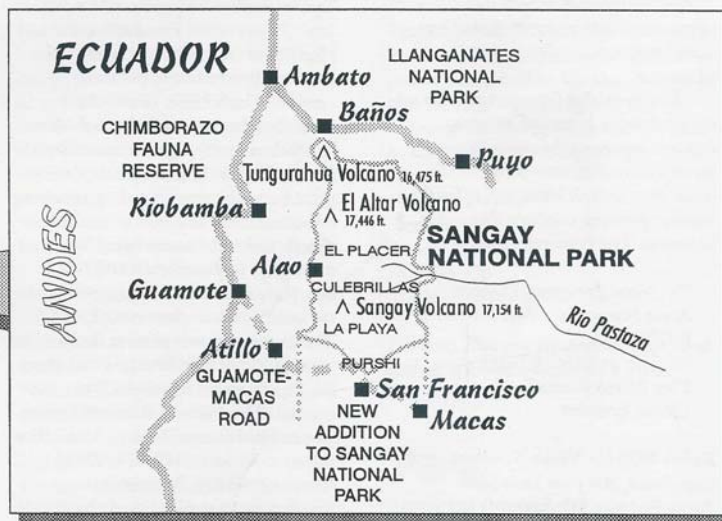 ECUADOR
Ambato
LLANGANATES
NATIONAL
PARK
Baños
CHIMBORAZO
FAUNA
RESERVE
Puyo
Tungurahua Volcano 16,475 ft.
El Altar Volcano
17,446 ft.
Riobamba
SANGAY
NATIONAL PARK
EL PLACER
Alao
ANDES
Guamote
CULEBRILLAS
Sangay Volcano 17,154 ft.
Rio Pastaza
LA PLAYA
Atillo
PURSHI
GUAMOTE-
MACAS
ROAD
San Francisco
Macas
NEW
ADDITION
TO SANGAY
NATIONAL
PARK